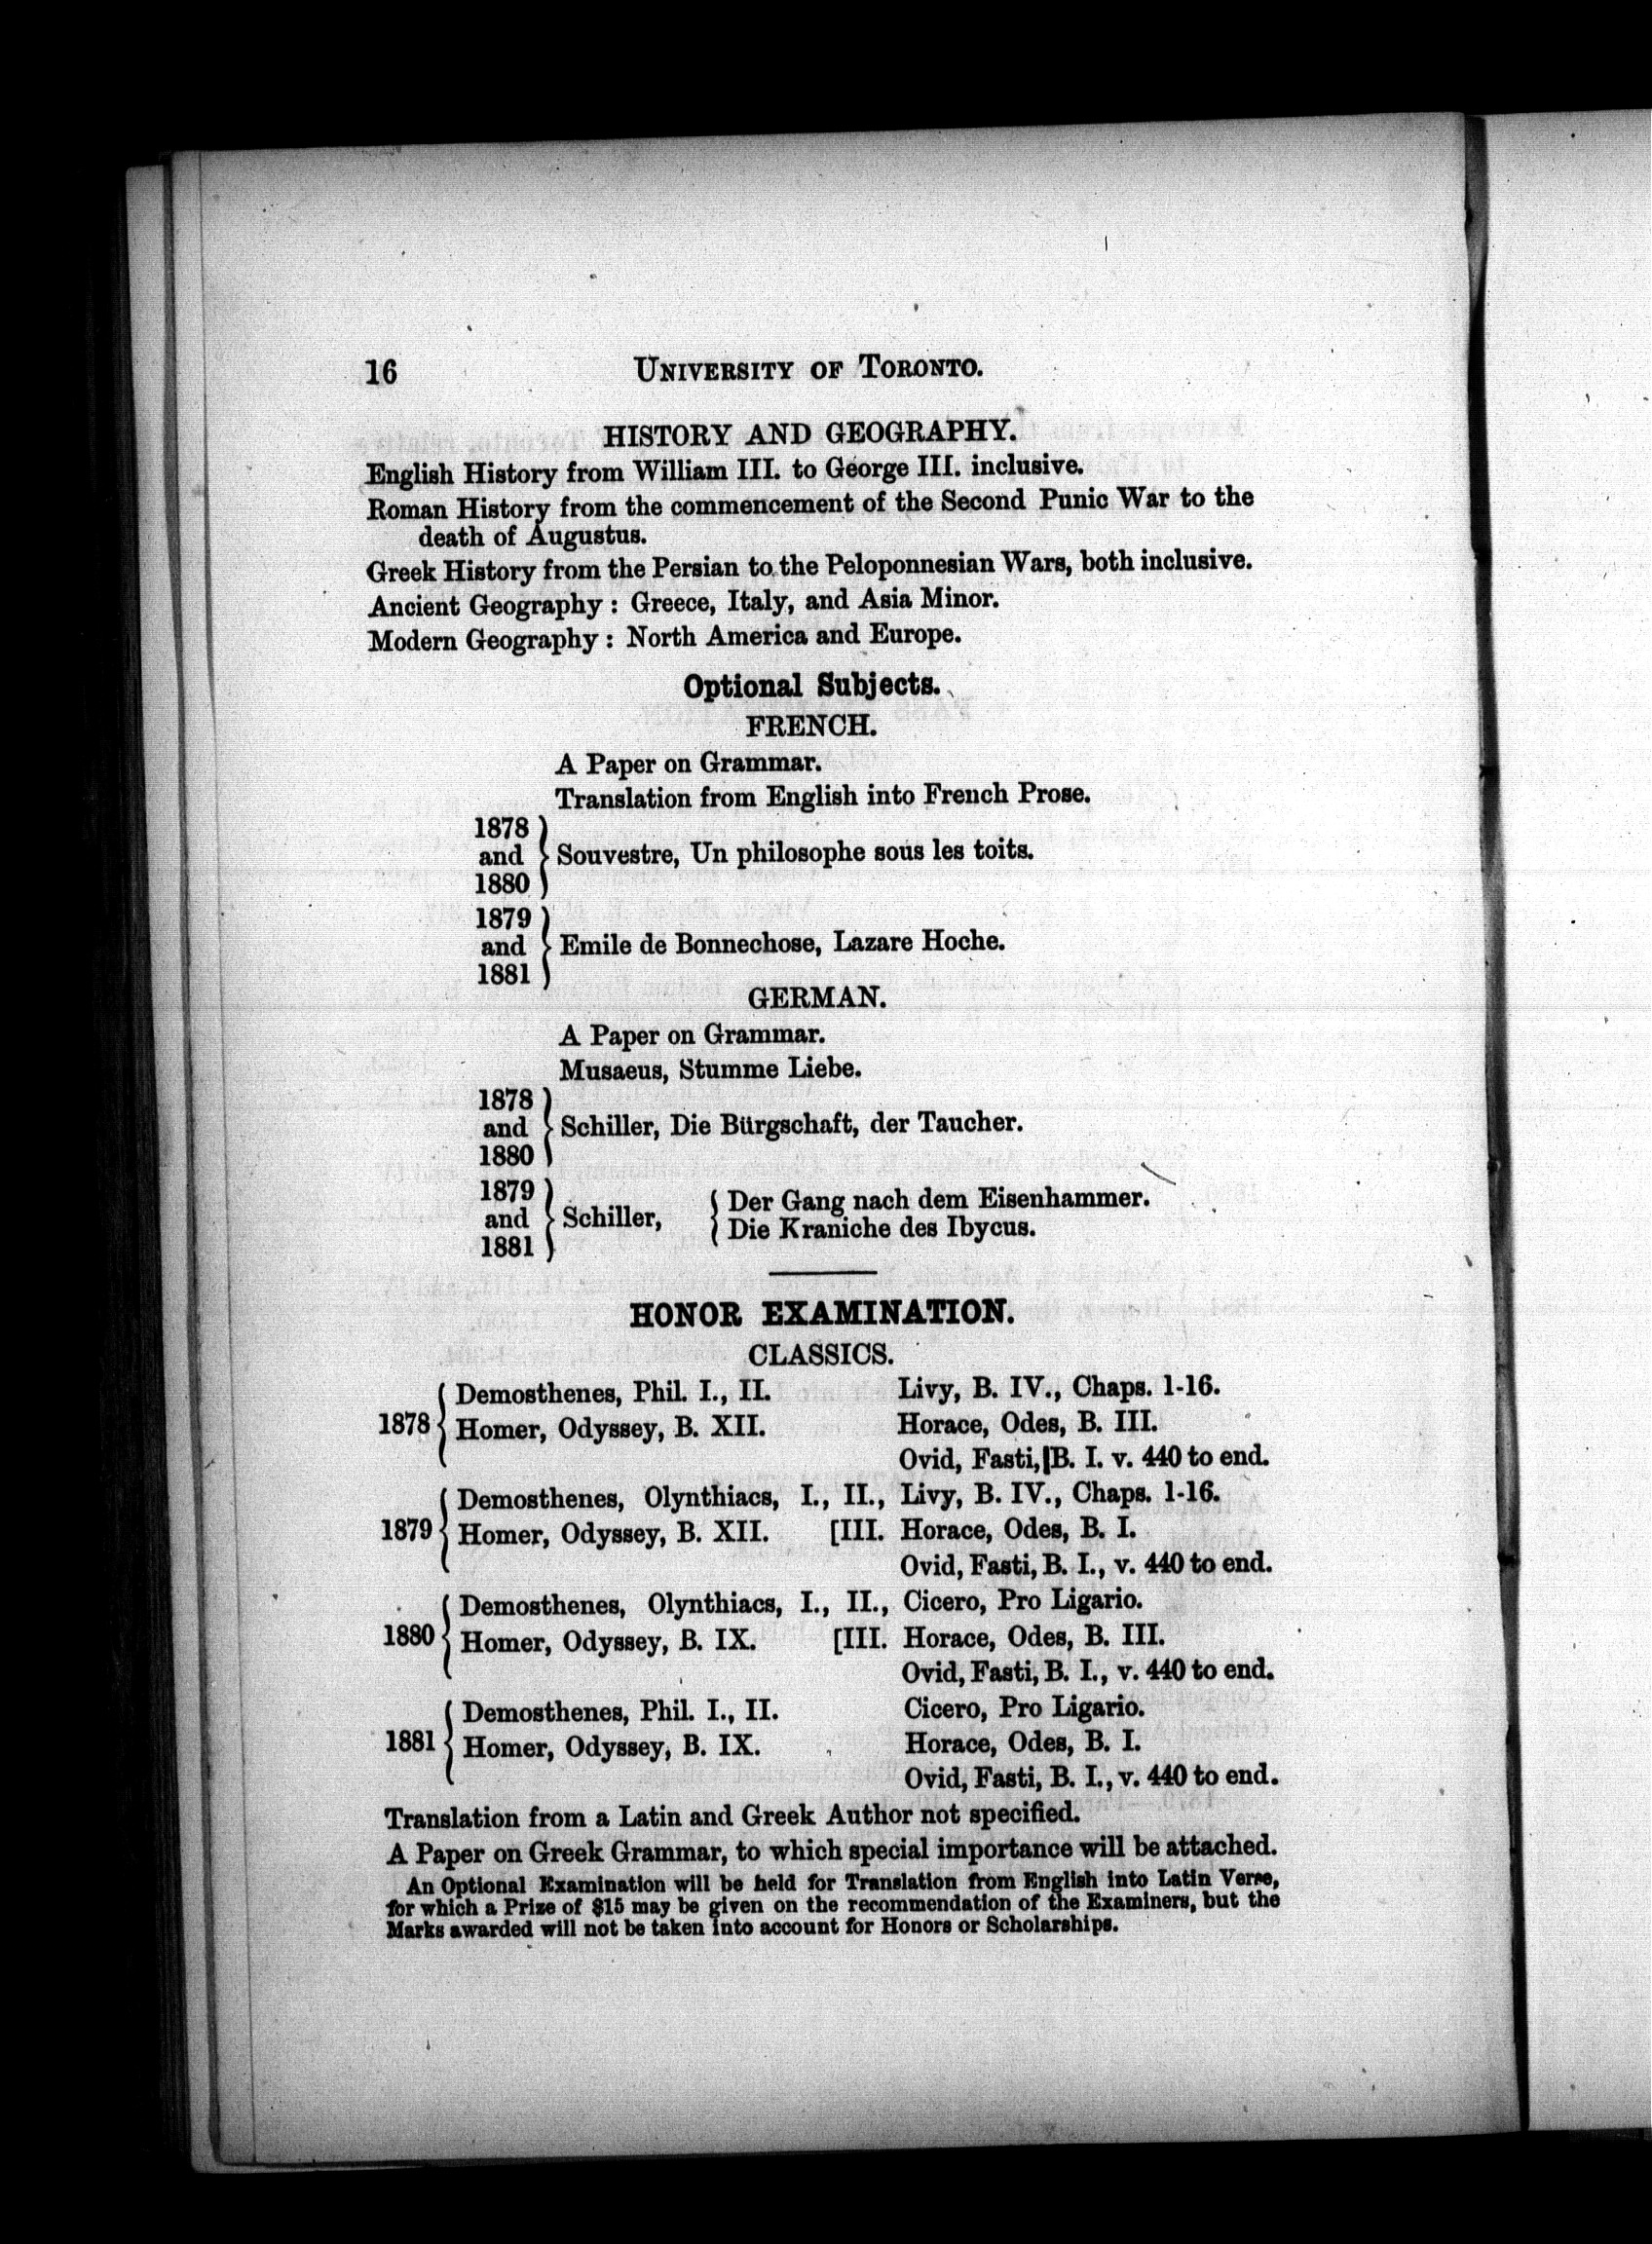 16 UNIVERSITY OF TORONTO.
HISTORY AND GEOGRAPHY.
English History from William III. to George III. inclusive.
Roman History from the commencement of the Second Punic War to the
death of Augustus.
Greek History from the Persian to the Peloponnesian Wars, both inclusive.
Ancient Geography : Greece, Italy, and Asia Minor.
Modern Geography : North America and Europe.
Optional Subjects.
FRENCH.
A Paper on Grammar.
Translation from English into French Prose.
1878
and } Souvestre, Un philosophe sous les toits.
1880
1879
and } Emile de Bonnechose, Lazare Hoche.
1881
GERMAN.
A Paper on Grammar.
Musaeus, Stumme Liebe.
1878
and } Schiller, Die Bürgschaft, der Taucher.
1880
1879 { Der Gang nach dem Eisenhammer.
and } Schiller, { Die Kraniche des Ibycus.
1881
HONOR EXAMINATION.
CLASSICS.
Demosthenes, Phil. I., II. Livy, B. IV., Chaps. 1-16.
1878 { Homer, Odyssey, B. XII. Horace, Odes, B. III.
Ovid, Fasti, B. I. v. 440 to end.
Demosthenes, Olynthiacs, I., II., Livy, B. IV., Chaps. 1-16.
1879 { Homer, Odyssey, B. XII. [III. Horace, Odes, B. I.
Ovid, Fasti, B. I., v. 440 to end.
Demosthenes, Olynthiacs, I., II., Cicero, Pro Ligario.
1880 { Homer, Odyssey, B. IX. [III. Horace, Odes, B. III.
Ovid, Fasti, B. I., v. 440 to end.
Demosthenes, Phil. I., II. Cicero, Pro Ligario.
1881 { Homer, Odyssey, B. IX. Horace, Odes, B. I.
Ovid, Fasti, B. I., v. 440 to end.
Translation from a Latin and Greek Author not specified.
A Paper on Greek Grammar, to which special importance will be attached.
An Optional Examination will be held for Translation from English into Latin Verse,
for which a Prize of $15 may be given on the recommendation of the Examiners, but the
Marks awarded will not be taken into account for Honors or Scholarships.